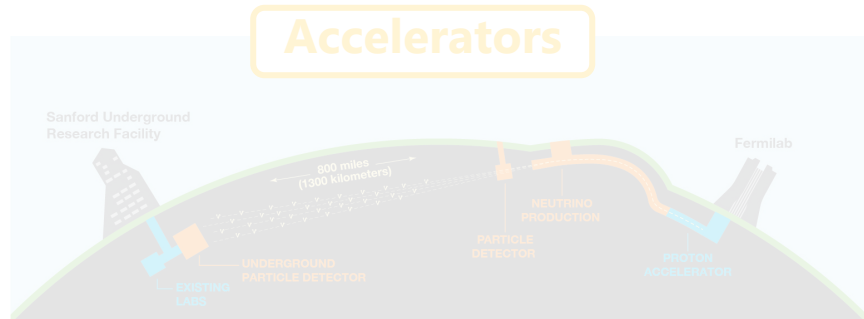 Accelerators
Sanford Underground
Research Facility
Fermilab
800 miles
(1300 kilometers)
NEUTRINO
PRODUCTION
PARTICLE
DETECTOR
PROTON
ACCELERATOR
UNDERGROUND
PARTICLE DETECTOR
EXISTING
LABS